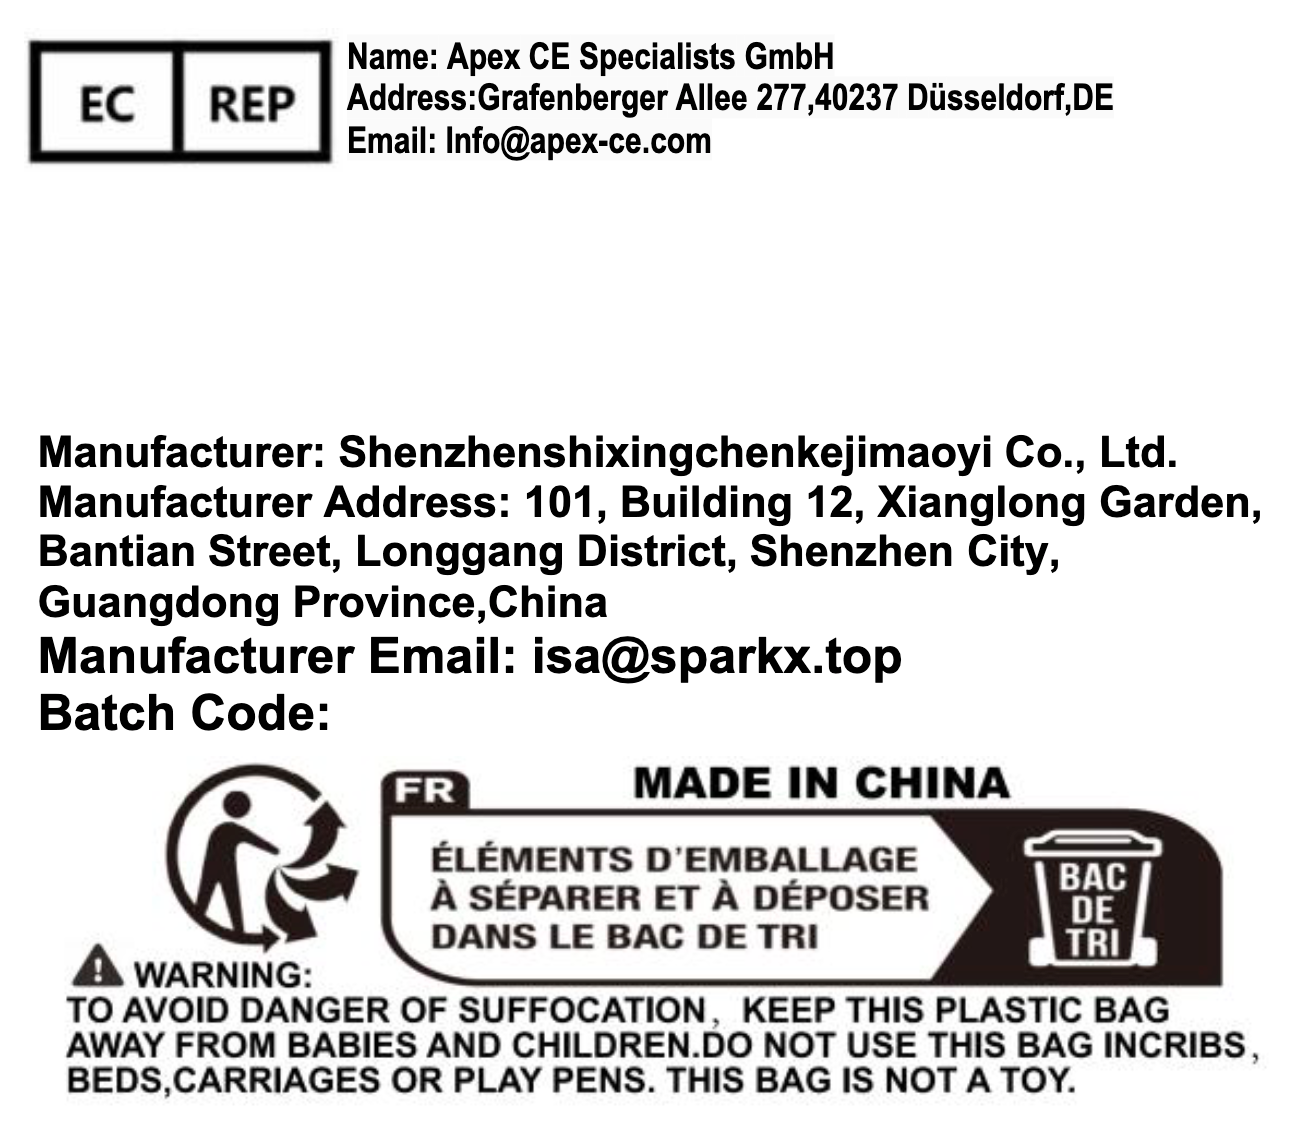 EC REP
Name: Apex CE Specialists GmbH
Address:Grafenberger Allee 277,40237 Düsseldorf,DE
Email: Info@apex-ce.com
Manufacturer: Shenzhenshixingchenkejimaoyi Co., Ltd.
Manufacturer Address: 101, Building 12, Xianglong Garden,
Bantian Street, Longgang District, Shenzhen City,
Guangdong Province,China
Manufacturer Email: isa@sparkx.top
Batch Code:
FR
MADE IN CHINA
ÉLÉMENTS D'EMBALLAGE
À SÉPARER ET À DÉPOSER
DANS LE BAC DE TRI
BAC
DE
TRI
WARNING:
TO AVOID DANGER OF SUFFOCATION, KEEP THIS PLASTIC BAG
AWAY FROM BABIES AND CHILDREN.DO NOT USE THIS BAG INCRIBS,
BEDS,CARRIAGES OR PLAY PENS. THIS BAG IS NOT A TOY.